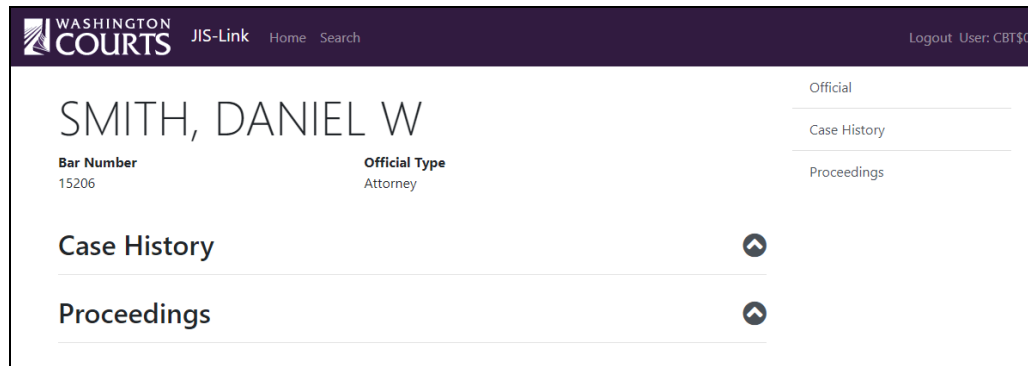 WASHINGTON
COURTS JIS-Link Home Search Logout User: CBT$
SMITH, DANIEL W
Bar Number Official Type
15206 Attorney
Case History
Proceedings
Official
Case History
Proceedings